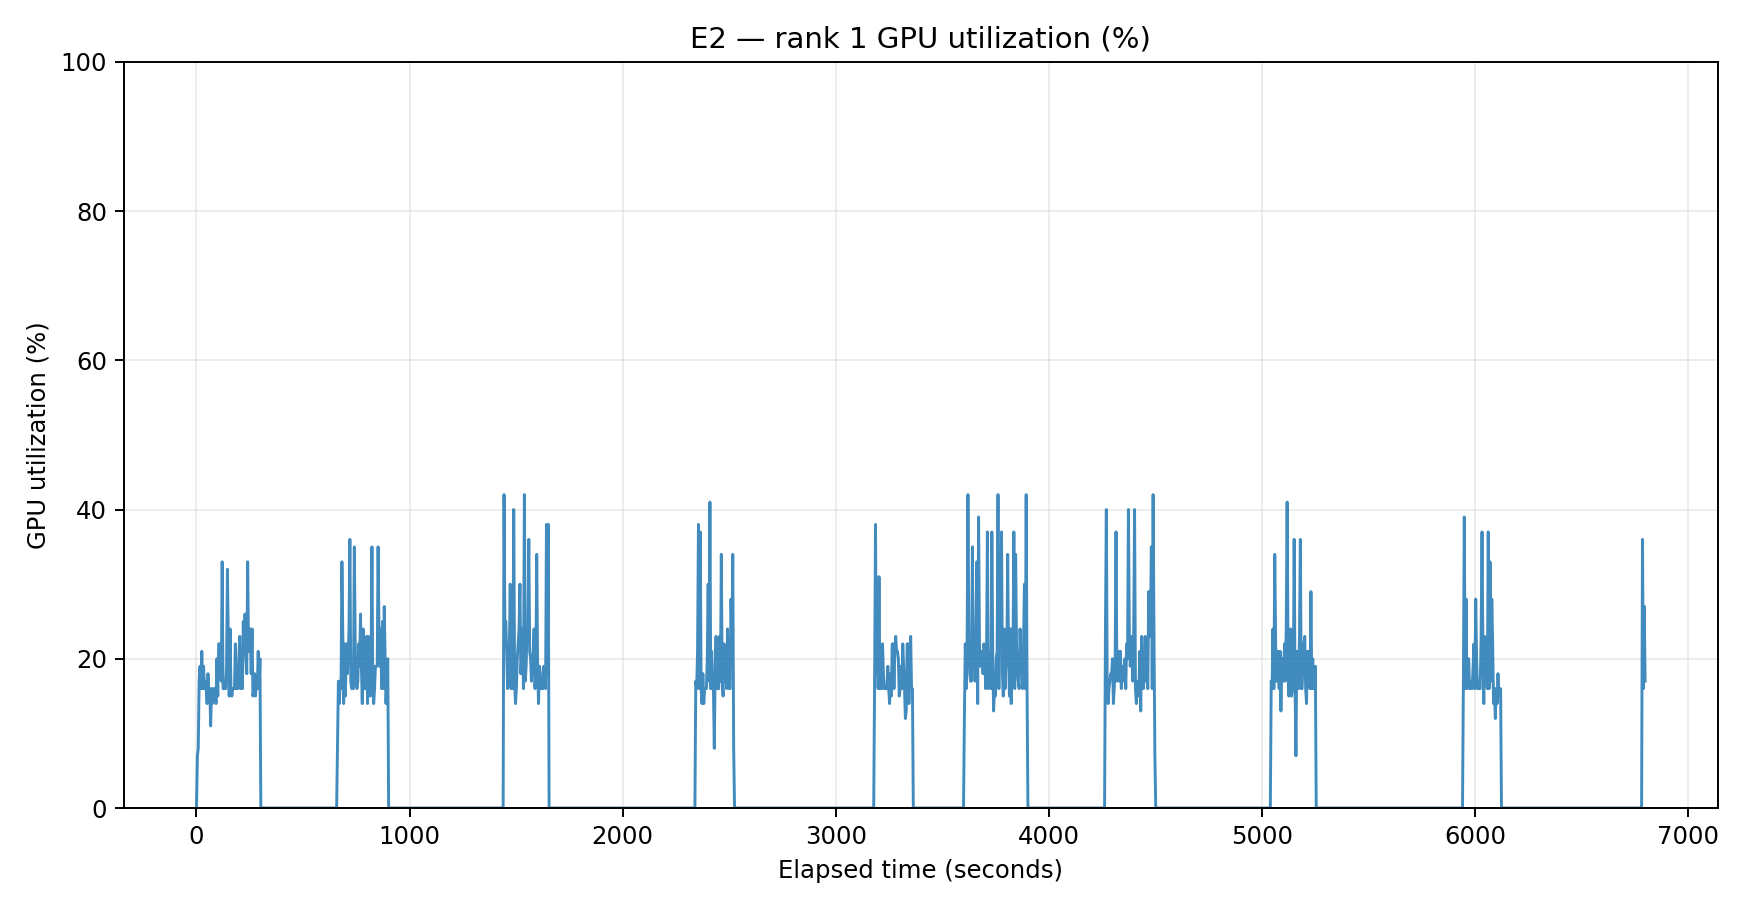 E2 — rank 1 GPU utilization (%)
100
80
60
40
20
0
GPU utilization (%)
0 1000 2000 3000 4000 5000 6000 7000
Elapsed time (seconds)